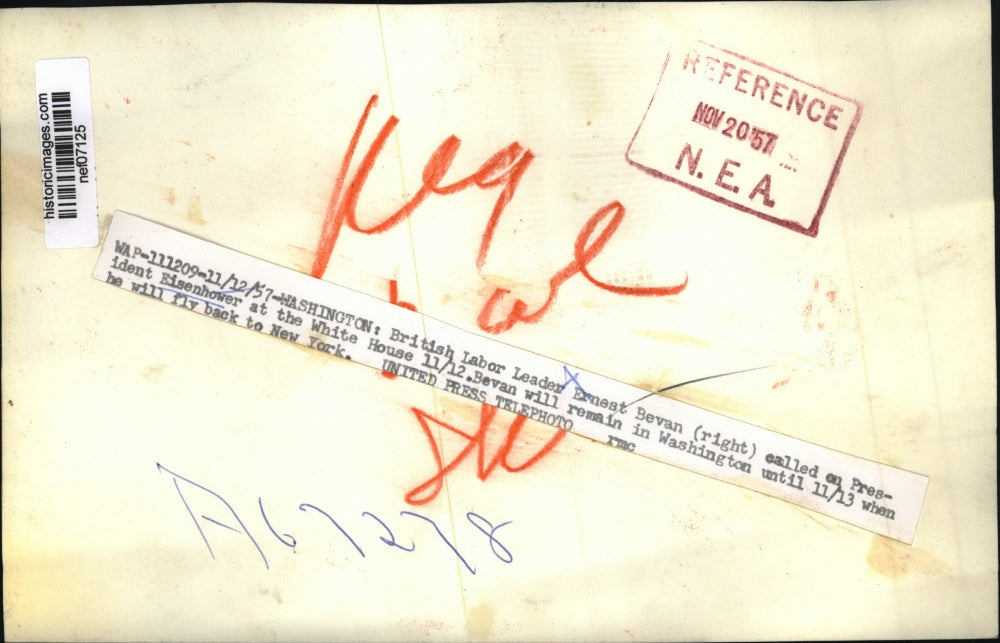 historicimages.com
nef07125
REFERENCE
NOV 20 '57
N. E. A.
WAP-111209-11/12/57-WASHINGTON: British Labor Leader Ernest Bevan (right) called on Pres-
ident Eisenhower at the White House 11/12.Bevan will remain in Washington until 11/13 when
he will fly back to New York. UNITED PRESS TELEPHOTO rmc
A67278